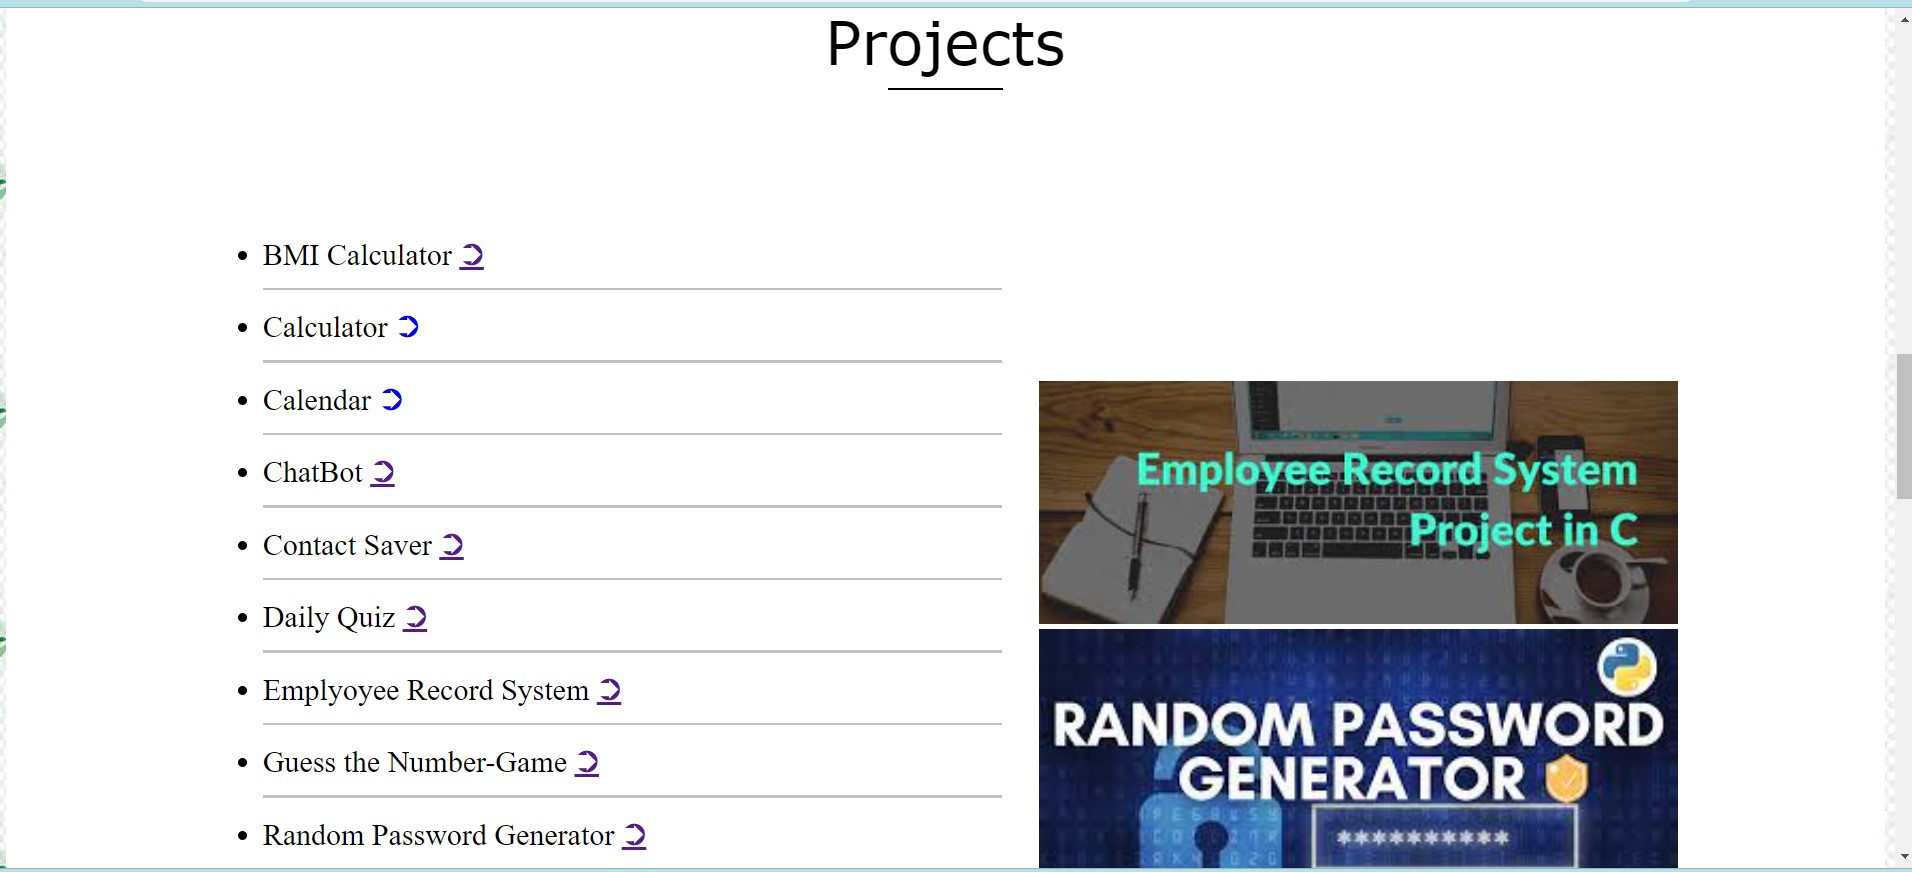 Projects
BMI Calculator ➲
Calculator ➲
Calendar ➲
ChatBot ➲
Contact Saver ➲
Daily Quiz ➲
Emplyoyee Record System ➲
Guess the Number-Game ➲
Random Password Generator ➲
Employee Record System
Project in C
RANDOM PASSWORD
GENERATOR
**********